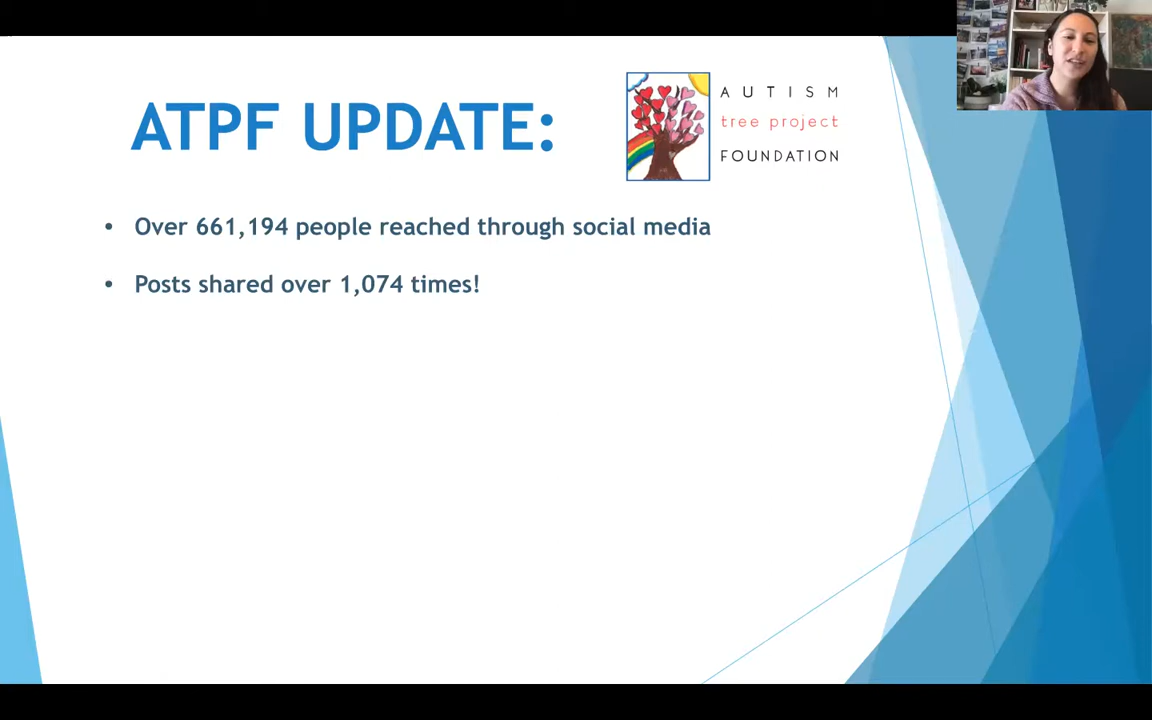 ATPF UPDATE:
AUTISM
tree project
FOUNDATION
• Over 661,194 people reached through social media
• Posts shared over 1,074 times!